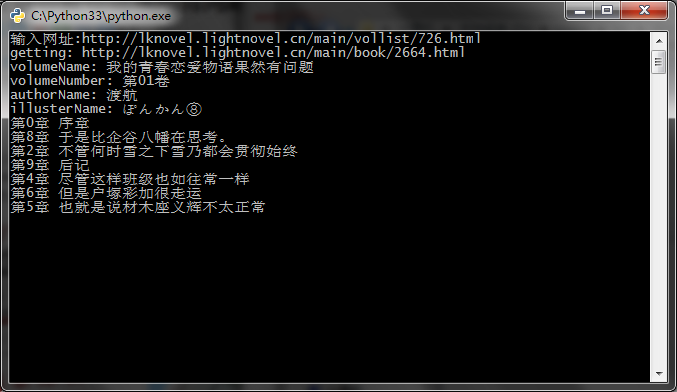 C:\Python33\python.exe
输入网址:http://lknovel.lightnovel.cn/main/vollist/726.html
getting: http://lknovel.lightnovel.cn/main/book/2664.html
volumeName: 我的青春恋爱物语果然有问题
volumeNumber: 第01卷
authorName: 渡航
illusterName: ぽんかん⑧
第0章 序章
第8章 于是比企谷八幡在思考。
第2章 不管何时雪之下雪乃都会贯彻始终
第9章 后记
第4章 尽管这样班级也如往常一样
第6章 但是户塚彩加很走运
第5章 也就是说材木座义辉不太正常